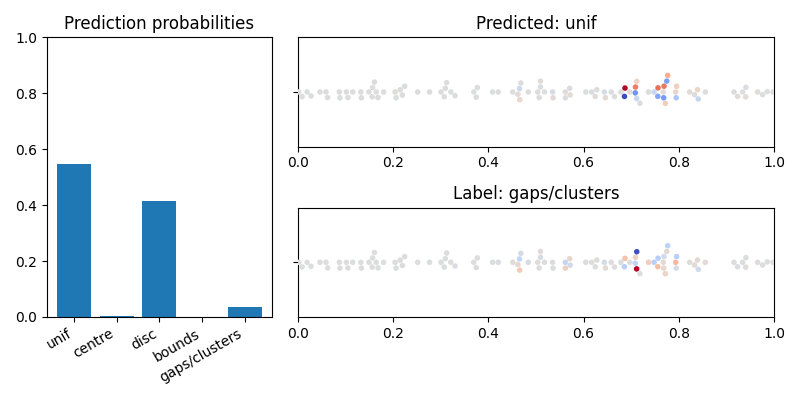 Prediction probabilities
1.0
0.8
0.6
0.4
0.2
0.0
unif
centre
disc
bounds
gaps/clusters
Predicted: unif
0.0 0.2 0.4 0.6 0.8 1.0
Label: gaps/clusters
0.0 0.2 0.4 0.6 0.8 1.0